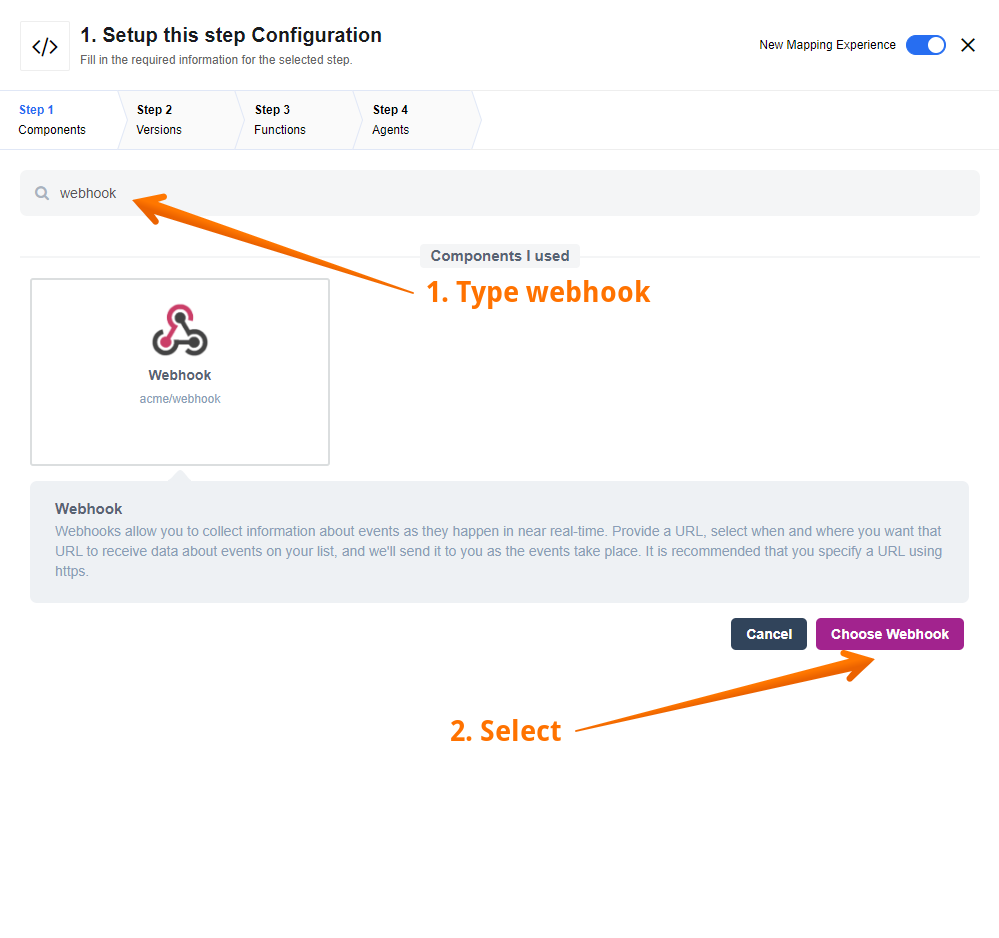 </> 1. Setup this step Configuration
Fill in the required information for the selected step.
New Mapping Experience
Step 1
Components
Step 2
Versions
Step 3
Functions
Step 4
Agents
webhook
Components I used
1. Type webhook
Webhook
acme/webhook
Webhook
Webhooks allow you to collect information about events as they happen in near real-time. Provide a URL, select when and where you want that
URL to receive data about events on your list, and we'll send it to you as the events take place. It is recommended that you specify a URL using
https.
Cancel
Choose Webhook
2. Select